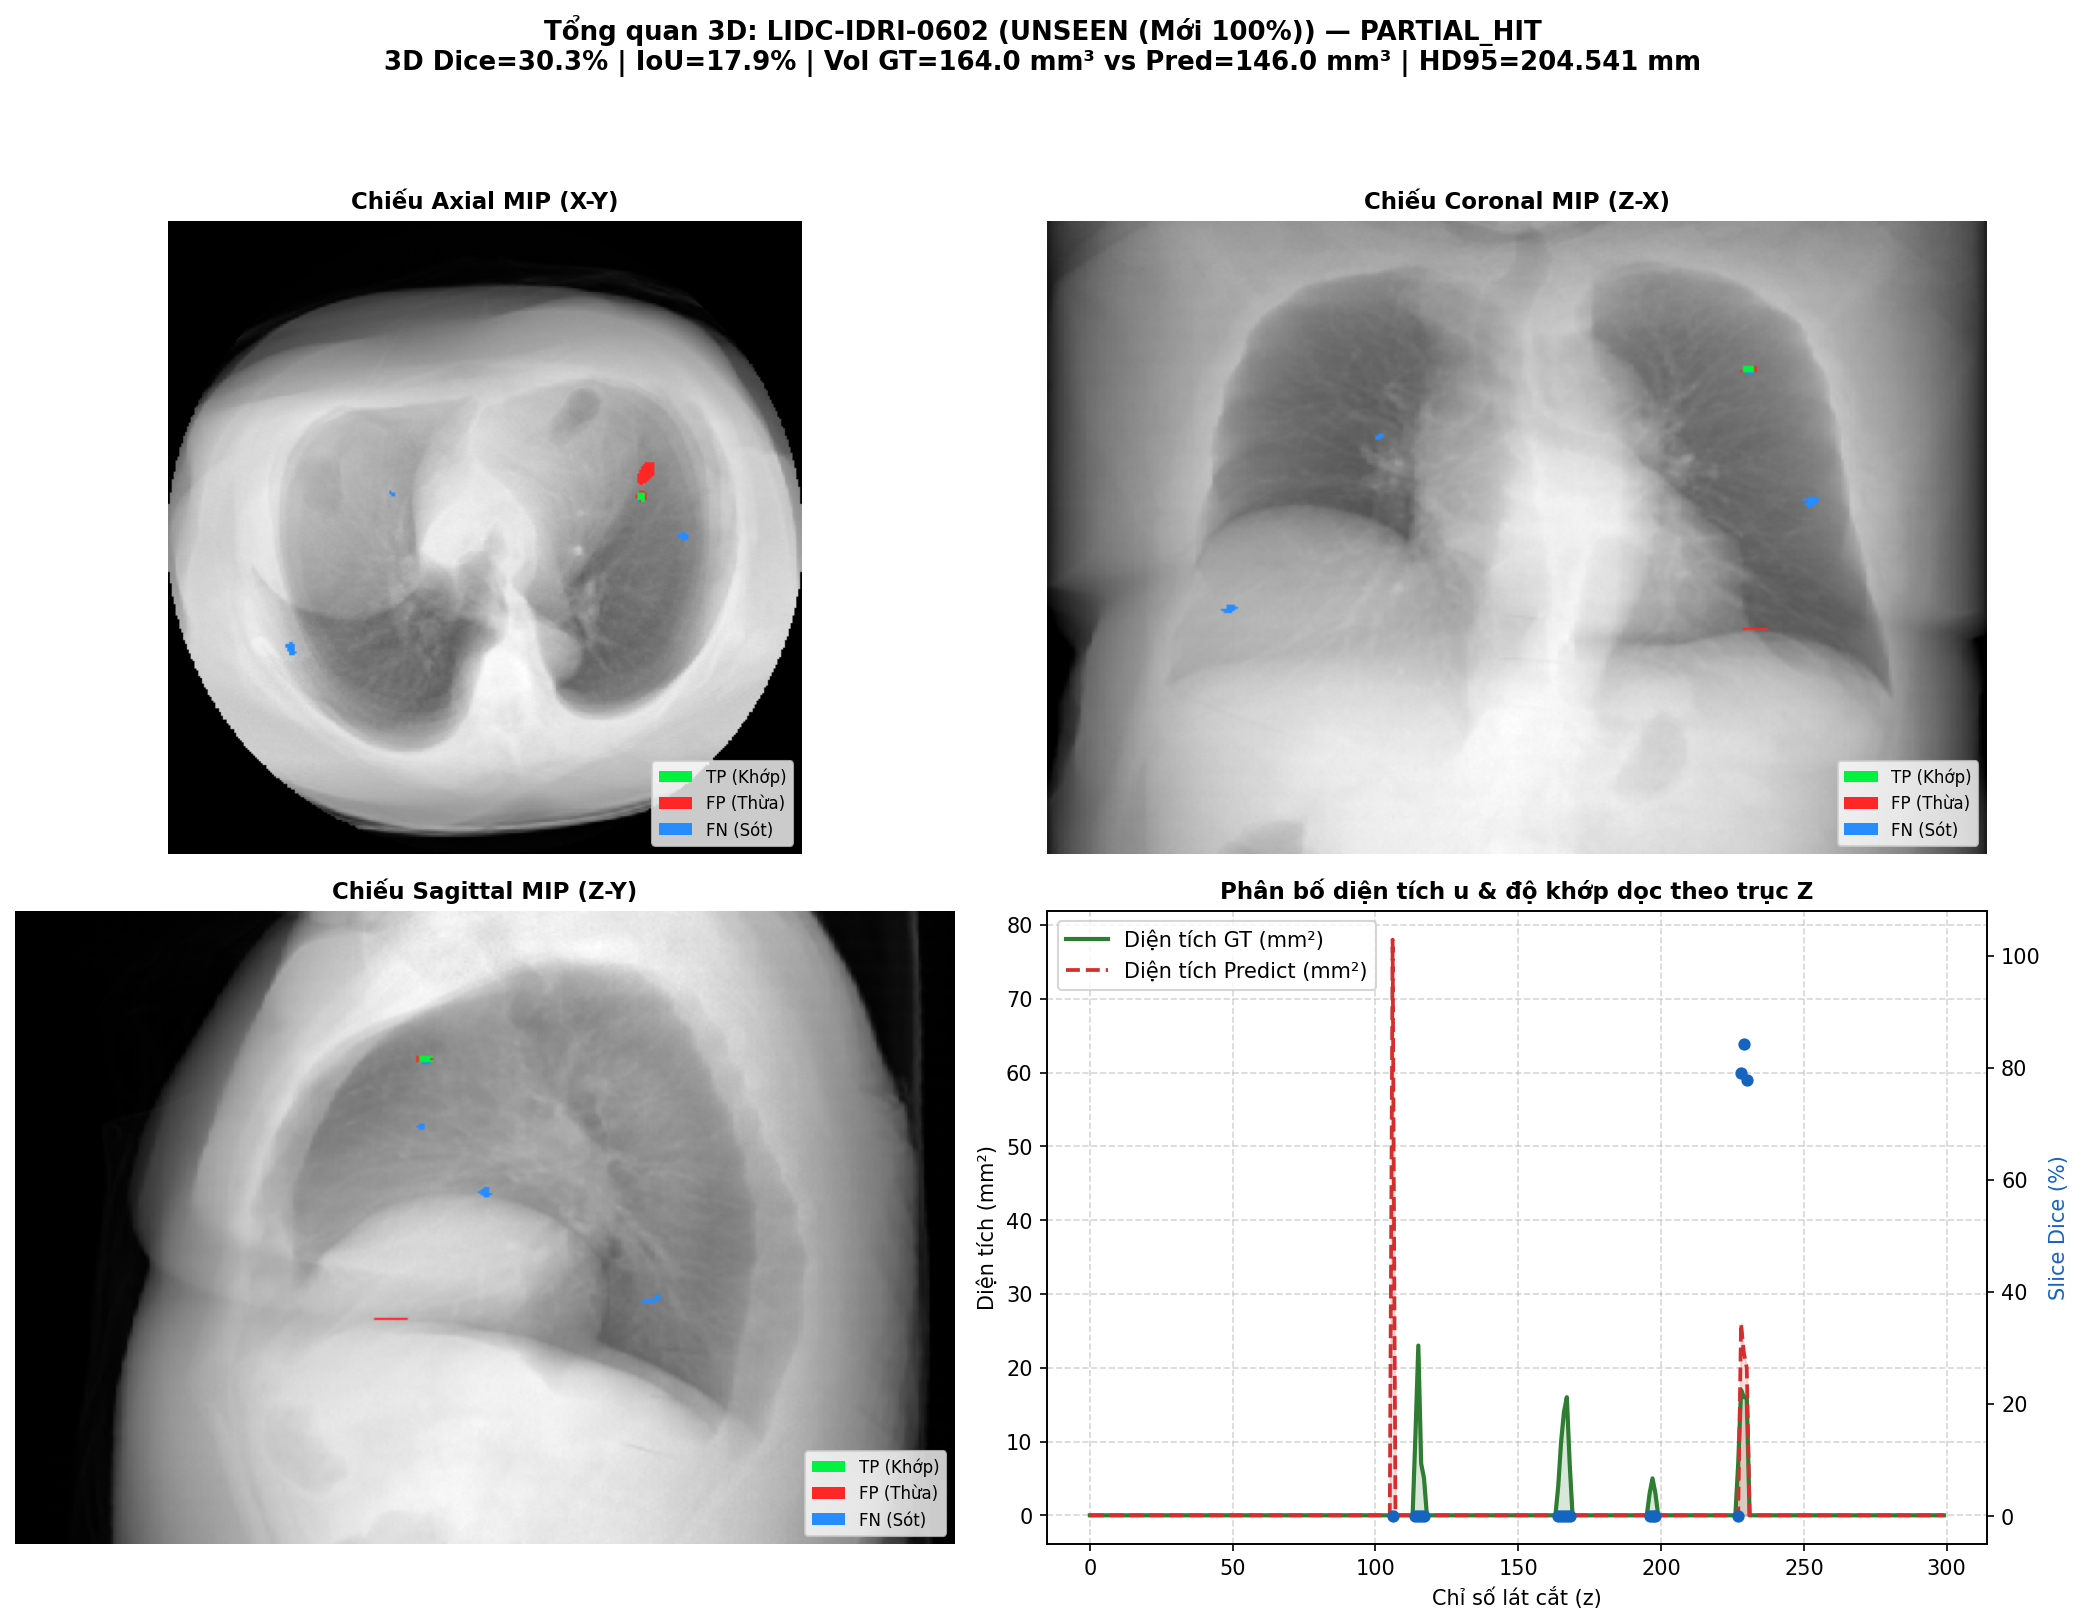 Tổng quan 3D: LIDC-IDRI-0602 (UNSEEN (Mới 100%)) — PARTIAL_HIT
3D Dice=30.3% | IoU=17.9% | Vol GT=164.0 mm³ vs Pred=146.0 mm³ | HD95=204.541 mm
Chiếu Axial MIP (X-Y)
TP (Khớp)
FP (Thừa)
FN (Sót)
Chiếu Coronal MIP (Z-X)
TP (Khớp)
FP (Thừa)
FN (Sót)
Chiếu Sagittal MIP (Z-Y)
TP (Khớp)
FP (Thừa)
FN (Sót)
Phân bố diện tích u & độ khớp dọc theo trục Z
Diện tích GT (mm²)
Diện tích Predict (mm²)
Diện tích (mm²)
80
70
60
50
40
30
20
10
0
100
80
60
40
20
0
Slice Dice (%)
0 50 100 150 200 250 300
Chỉ số lát cắt (z)